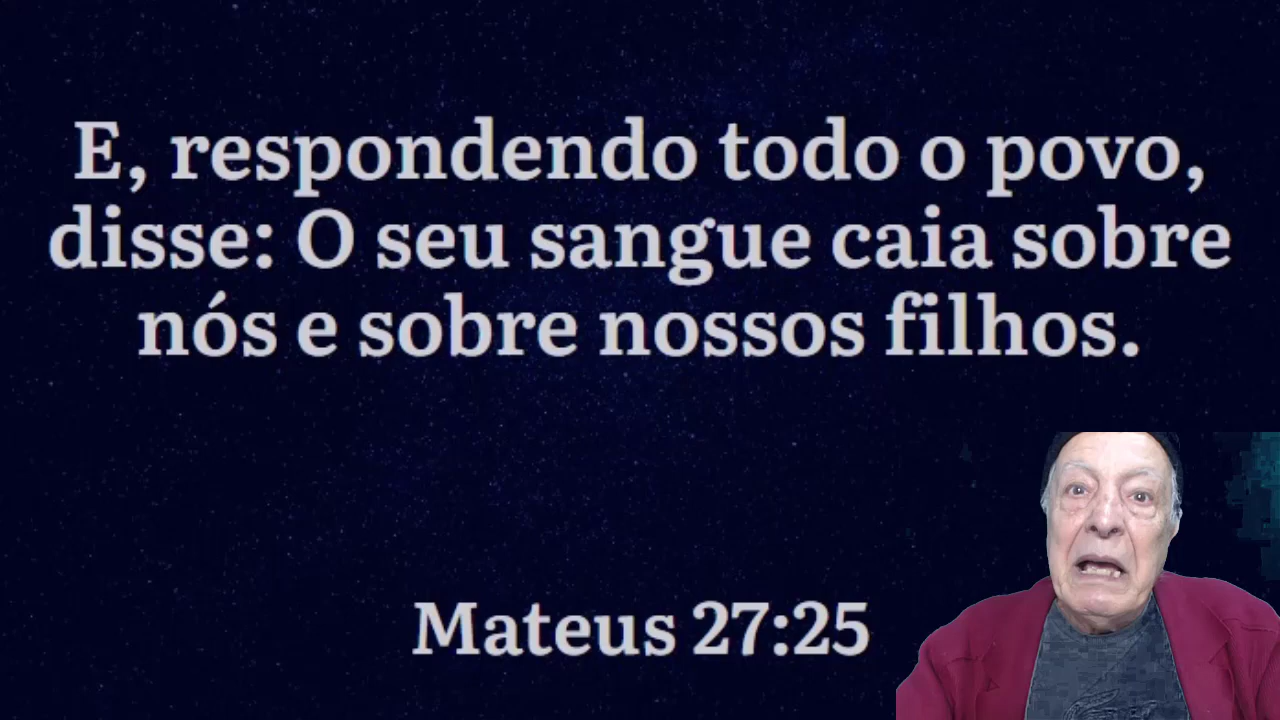 E, respondendo todo o povo,
disse: O seu sangue caia sobre
nós e sobre nossos filhos.
Mateus 27:25